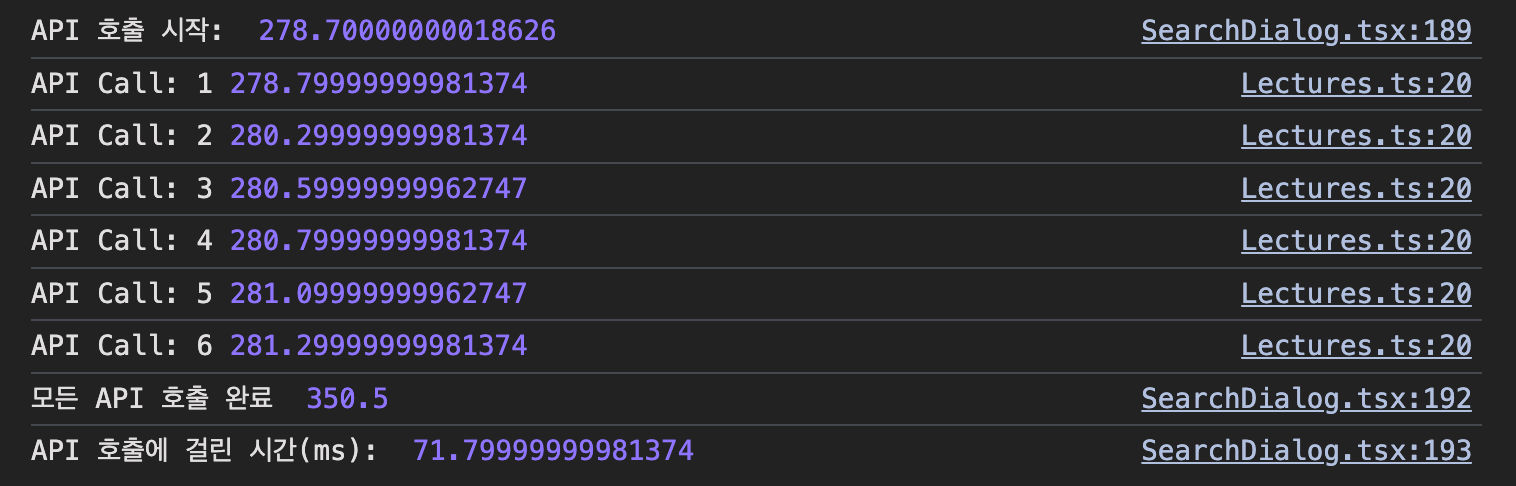 API 호출 시작:  278.70000000018626 SearchDialog.tsx:189
API Call: 1 278.79999999981374 Lectures.ts:20
API Call: 2 280.29999999981374 Lectures.ts:20
API Call: 3 280.59999999962747 Lectures.ts:20
API Call: 4 280.79999999981374 Lectures.ts:20
API Call: 5 281.09999999962747 Lectures.ts:20
API Call: 6 281.29999999981374 Lectures.ts:20
모든 API 호출 완료  350.5 SearchDialog.tsx:192
API 호출에 걸린 시간(ms):  71.79999999981374 SearchDialog.tsx:193